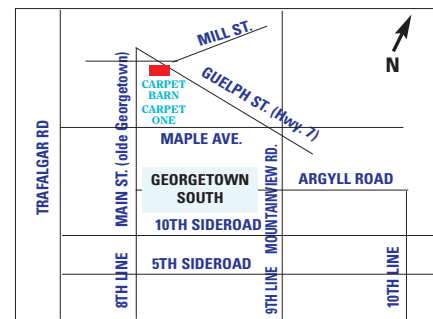 MILL ST.
N
CARPET
BARN
CARPET
ONE
GUELPH ST. (Hwy. 7)
TRAFALGAR RD
MAIN ST. (olde Georgetown)
MAPLE AVE.
MOUNTAINVIEW RD.
GEORGETOWN
SOUTH
ARGYLL ROAD
10TH SIDEROAD
5TH SIDEROAD
8TH LINE
9TH LINE
10TH LINE